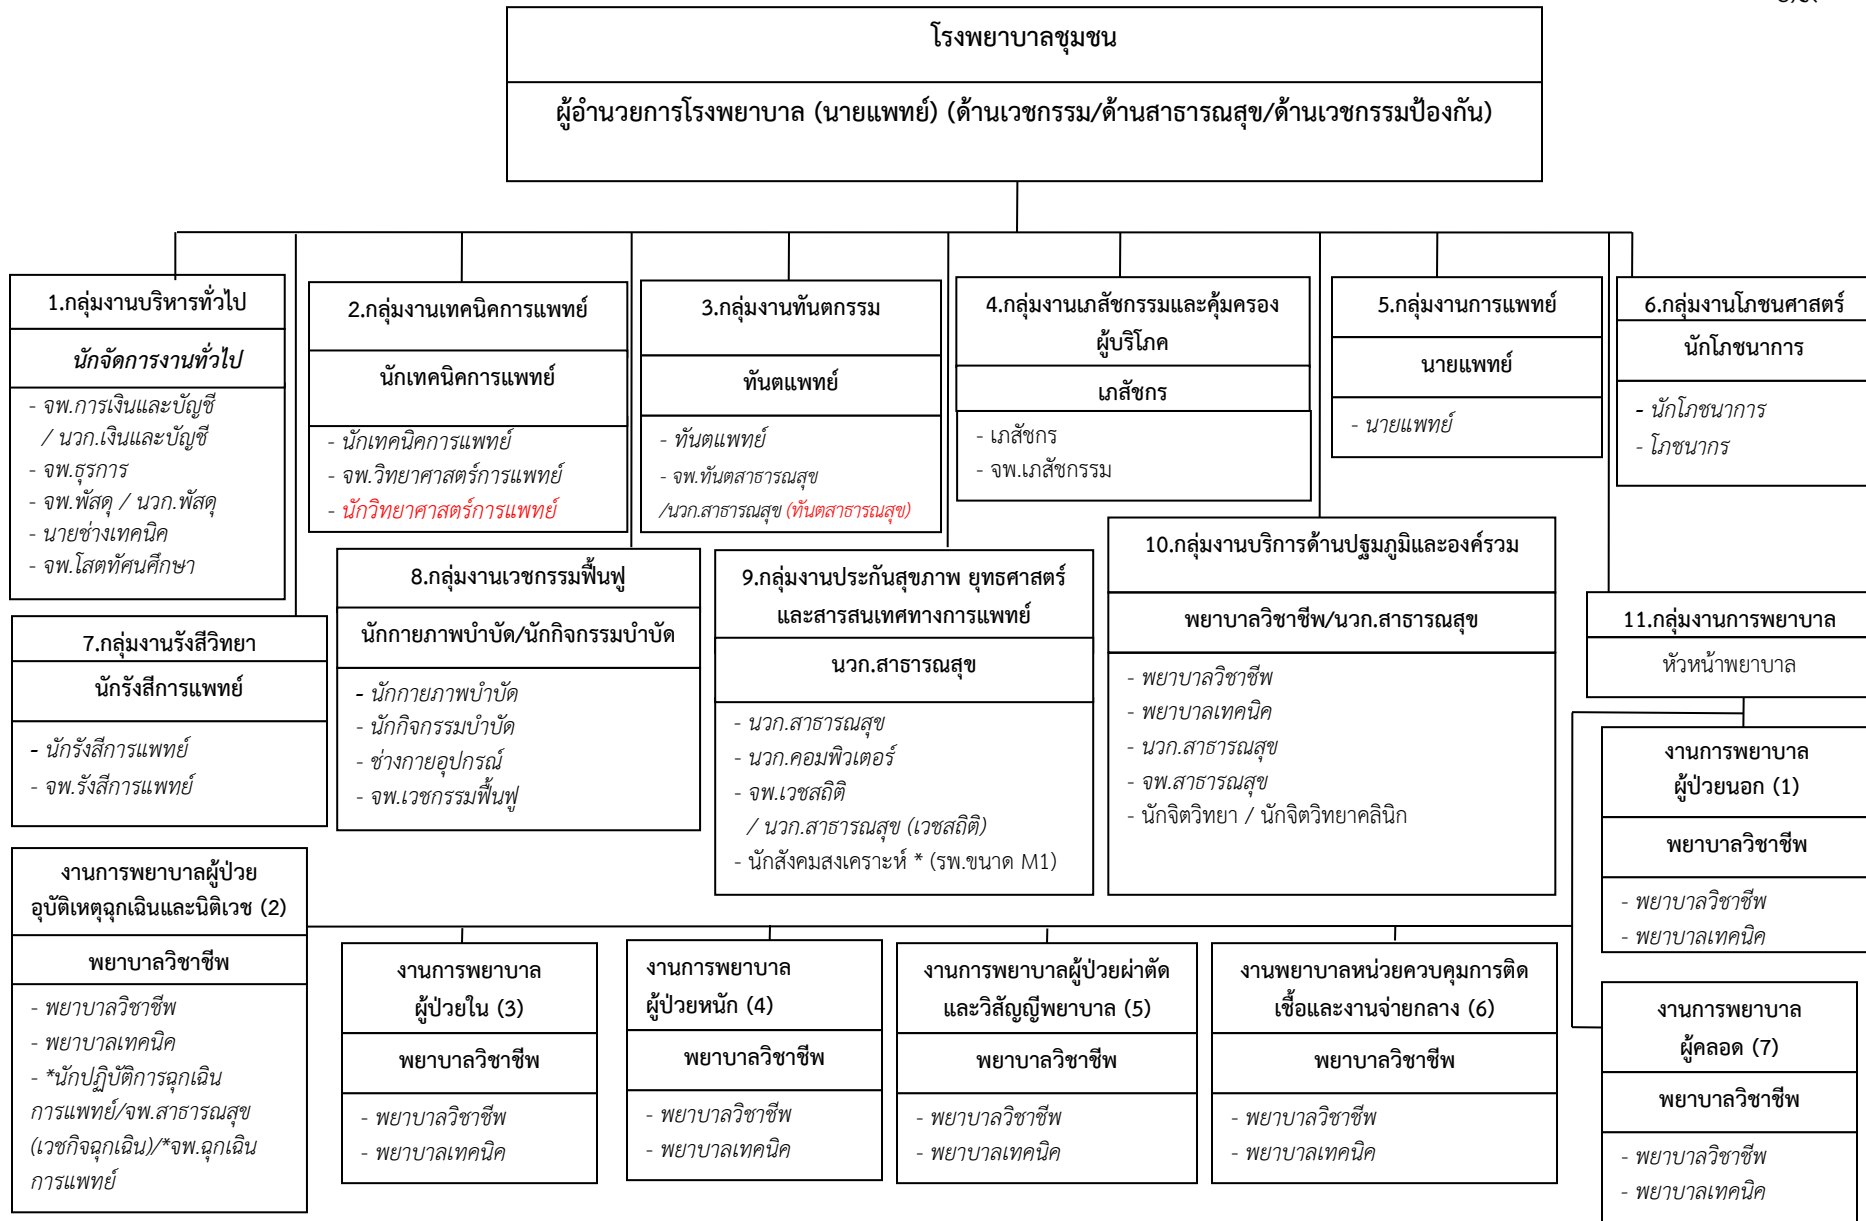 โรงพยาบาลชุมชน
ผู้อำนวยการโรงพยาบาล (นายแพทย์) (ด้านเวชกรรม/ด้านสาธารณสุข/ด้านเวชกรรมป้องกัน)
1.กลุ่มงานบริหารทั่วไป
นักจัดการงานทั่วไป
- จพ.การเงินและบัญชี
/ นวก.เงินและบัญชี
- จพ.ธุรการ
- จพ.พัสดุ / นวก.พัสดุ
- นายช่างเทคนิค
- จพ.โสตทัศนศึกษา
2.กลุ่มงานเทคนิคการแพทย์
นักเทคนิคการแพทย์
- นักเทคนิคการแพทย์
- จพ.วิทยาศาสตร์การแพทย์
- นักวิทยาศาสตร์การแพทย์
3.กลุ่มงานทันตกรรม
ทันตแพทย์
- ทันตแพทย์
- จพ.ทันตสาธารณสุข
/นวก.สาธารณสุข (ทันตสาธารณสุข)
4.กลุ่มงานเภสัชกรรมและคุ้มครอง
ผู้บริโภค
เภสัชกร
- เภสัชกร
- จพ.เภสัชกรรม
5.กลุ่มงานการแพทย์
นายแพทย์
- นายแพทย์
6.กลุ่มงานโภชนศาสตร์
นักโภชนาการ
- นักโภชนาการ
- โภชนากร
7.กลุ่มงานรังสีวิทยา
นักรังสีการแพทย์
- นักรังสีการแพทย์
- จพ.รังสีการแพทย์
8.กลุ่มงานเวชกรรมฟื้นฟู
นักกายภาพบำบัด/นักกิจกรรมบำบัด
- นักกายภาพบำบัด
- นักกิจกรรมบำบัด
- ช่างกายอุปกรณ์
- จพ.เวชกรรมฟื้นฟู
9.กลุ่มงานประกันสุขภาพ ยุทธศาสตร์
และสารสนเทศทางการแพทย์
นวก.สาธารณสุข
- นวก.สาธารณสุข
- นวก.คอมพิวเตอร์
- จพ.เวชสถิติ
/ นวก.สาธารณสุข (เวชสถิติ)
- นักสังคมสงเคราะห์ * (รพ.ขนาด M1)
10.กลุ่มงานบริการด้านปฐมภูมิและองค์รวม
พยาบาลวิชาชีพ/นวก.สาธารณสุข
- พยาบาลวิชาชีพ
- พยาบาลเทคนิค
- นวก.สาธารณสุข
- จพ.สาธารณสุข
- นักจิตวิทยา / นักจิตวิทยาคลินิก
11.กลุ่มงานการพยาบาล
หัวหน้าพยาบาล
งานการพยาบาล
ผู้ป่วยนอก (1)
พยาบาลวิชาชีพ
- พยาบาลวิชาชีพ
- พยาบาลเทคนิค
งานการพยาบาลผู้ป่วย
อุบัติเหตุฉุกเฉินและนิติเวช (2)
พยาบาลวิชาชีพ
- พยาบาลวิชาชีพ
- พยาบาลเทคนิค
- *นักปฏิบัติการฉุกเฉิน
การแพทย์/จพ.สาธารณสุข
(เวชกิจฉุกเฉิน)/*จพ.ฉุกเฉิน
การแพทย์
งานการพยาบาล
ผู้ป่วยใน (3)
พยาบาลวิชาชีพ
- พยาบาลวิชาชีพ
- พยาบาลเทคนิค
งานการพยาบาล
ผู้ป่วยหนัก (4)
พยาบาลวิชาชีพ
- พยาบาลวิชาชีพ
- พยาบาลเทคนิค
งานการพยาบาลผู้ป่วยผ่าตัด
และวิสัญญีพยาบาล (5)
พยาบาลวิชาชีพ
- พยาบาลวิชาชีพ
- พยาบาลเทคนิค
งานพยาบาลหน่วยควบคุมการติด
เชื้อและงานจ่ายกลาง (6)
พยาบาลวิชาชีพ
- พยาบาลวิชาชีพ
- พยาบาลเทคนิค
งานการพยาบาล
ผู้คลอด (7)
พยาบาลวิชาชีพ
- พยาบาลวิชาชีพ
- พยาบาลเทคนิค